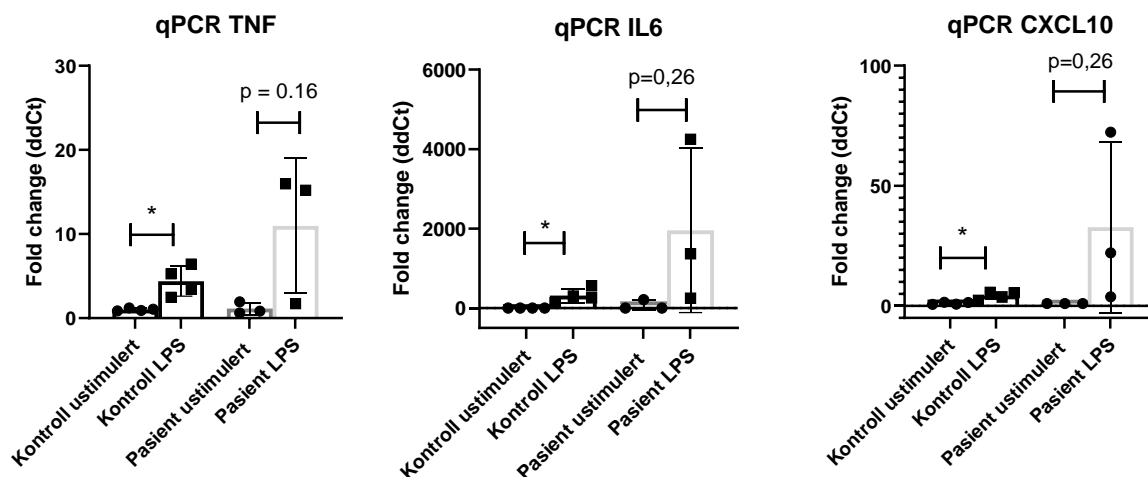 qPCR TNF
Fold change (ddCt)
30
20
10
0
*
p = 0.16
Kontroll ustimulert
Kontroll LPS
Pasient ustimulert
Pasient LPS
qPCR IL6
Fold change (ddCt)
6000
4000
2000
0
*
p=0,26
Kontroll ustimulert
Kontroll LPS
Pasient ustimulert
Pasient LPS
qPCR CXCL10
Fold change (ddCt)
100
50
0
*
p=0,26
Kontroll ustimulert
Kontroll LPS
Pasient ustimulert
Pasient LPS